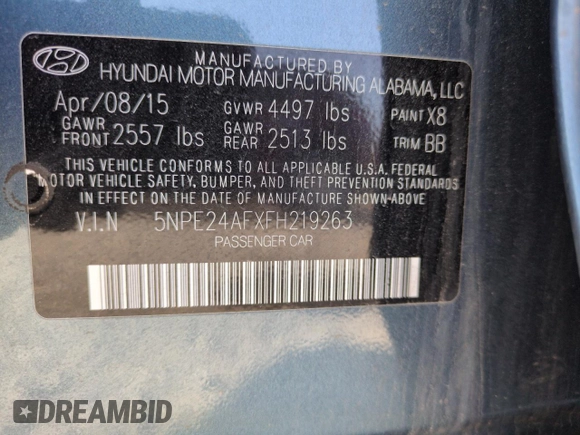 MANUFACTURED BY
HYUNDAI MOTOR MANUFACTURING ALABAMA, LLC
Apr/08/15 GVWR 4497 lbs PAINT X8
GAWR FRONT 2557 lbs GAWR REAR 2513 lbs TRIM BB
THIS VEHICLE CONFORMS TO ALL APPLICABLE U.S.A. FEDERAL
MOTOR VEHICLE SAFETY, BUMPER, AND THEFT PREVENTION STANDARDS
IN EFFECT ON THE DATE OF MANUFACTURE SHOWN ABOVE.
V.I.N 5NPE24AFXFH219263
PASSENGER CAR
DREAMBID